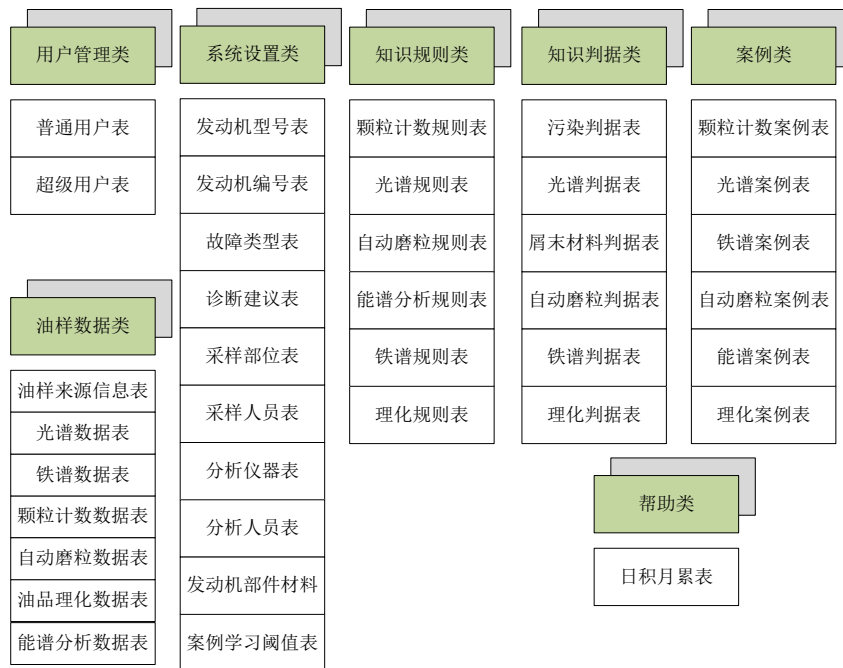 用户管理类
普通用户表
超级用户表
油样数据类
油样来源信息表
光谱数据表
铁谱数据表
颗粒计数数据表
自动磨粒数据表
油品理化数据表
能谱分析数据表
系统设置类
发动机型号表
发动机编号表
故障类型表
诊断建议表
采样部位表
采样人员表
分析仪器表
分析人员表
发动机部件材料
案例学习阈值表
知识规则类
颗粒计数规则表
光谱规则表
自动磨粒规则表
能谱分析规则表
铁谱规则表
理化规则表
知识判据类
污染判据表
光谱判据表
屑末材料判据表
自动磨粒判据表
铁谱判据表
理化判据表
案例类
颗粒计数案例表
光谱案例表
铁谱案例表
自动磨粒案例表
能谱案例表
理化案例表
帮助类
日积月累表